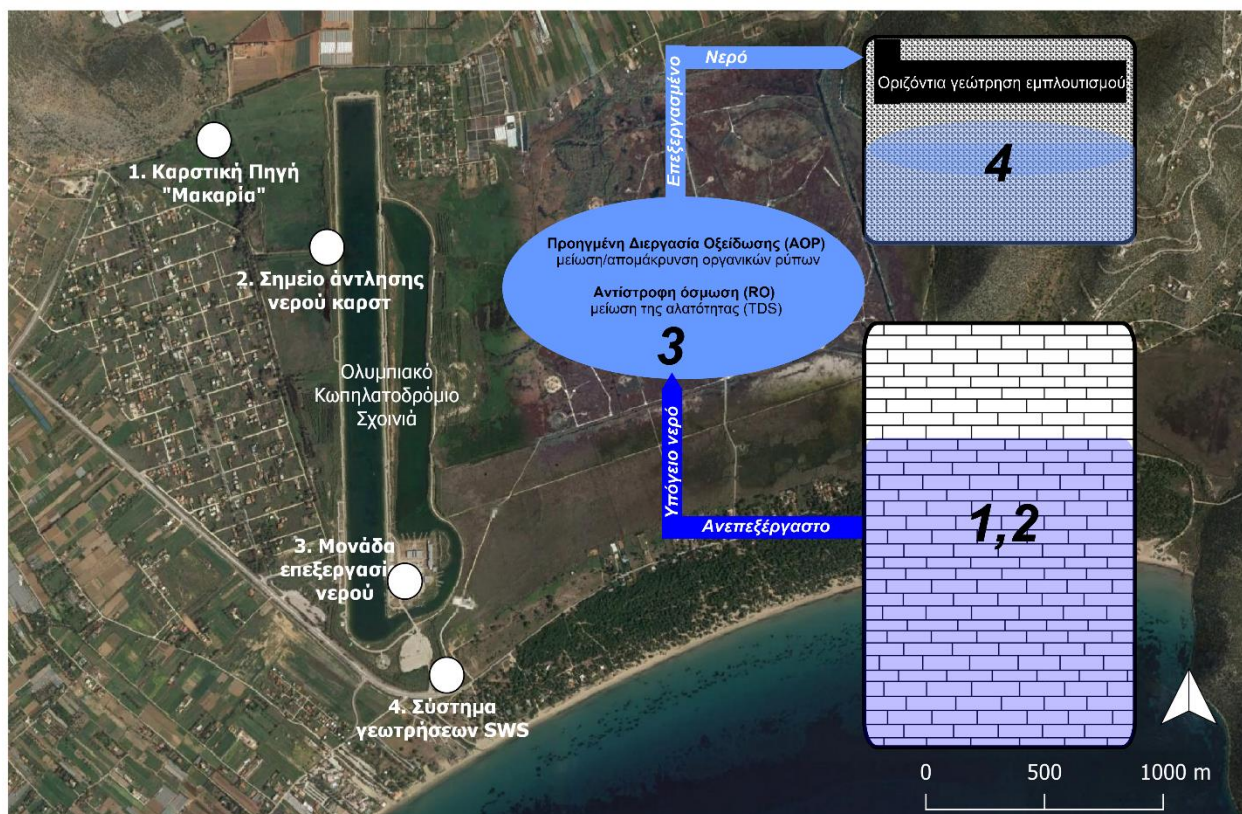 1. Καρστική Πηγή
"Μακαρία"
2. Σημείο άντλησης
νερού καρστ
Ολυμπιακό
Κωπηλατοδρόμιο
Σχοινιά
3. Μονάδα
επεξεργασί
νερού
4. Σύστημα
γεωτρήσεων SWS
Επεξεργασμένο
Νερό
Οριζόντια γεώτρηση εμπλουτισμού
4
Προηγμένη Διεργασία Οξείδωσης (AOP)
μείωση/απομάκρυνση οργανικών ρύπων
Αντίστροφη όσμωση (RO)
μείωση της αλατότητας (TDS)
3
Υπόγειο νερό
Ανεπεξέργαστο
1,2
0 500 1000 m